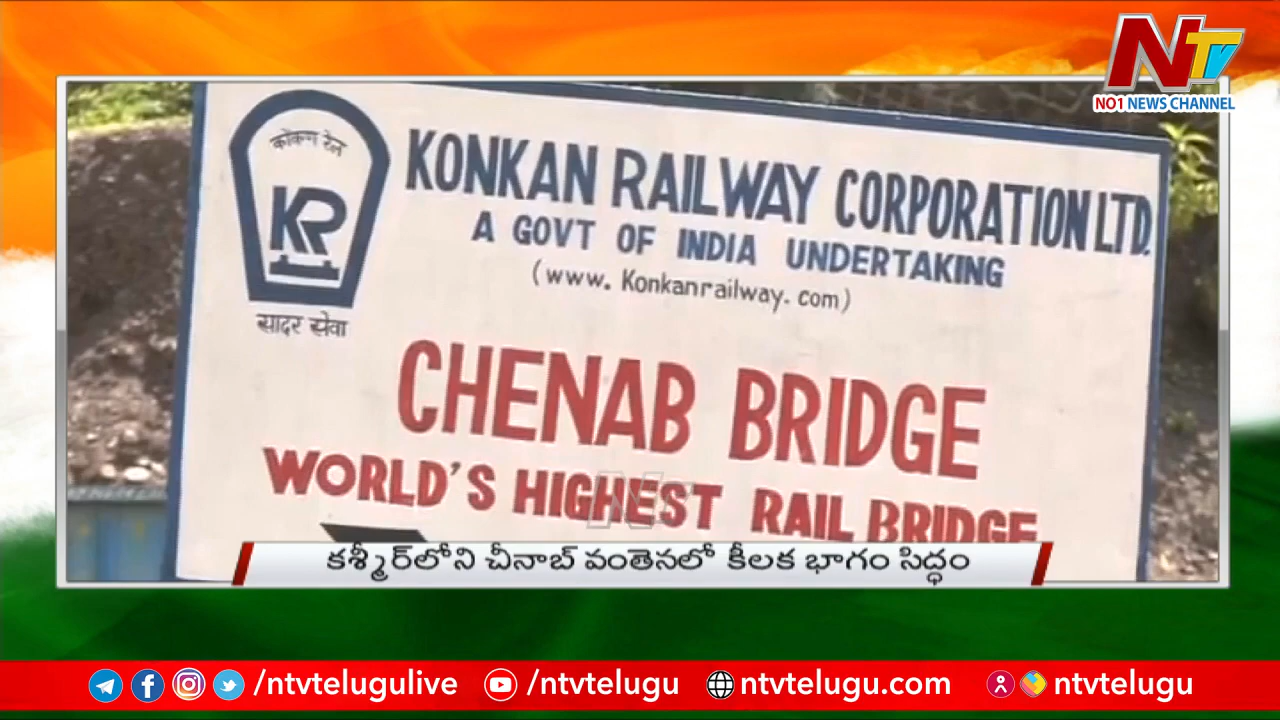 NTV
NO1 NEWS CHANNEL
कोंकण रेल
KR
सादर सेवा
KONKAN RAILWAY CORPORATION LTD.
A GOVT OF INDIA UNDERTAKING
(www. Konkanrailway. com)
CHENAB BRIDGE
WORLD'S HIGHEST RAIL BRIDGE
కశ్మీర్‌లోని చీనాబ్ వంతెనలో కీలక భాగం సిద్ధం
/ntvtelugulive
/ntvtelugu
ntvtelugu.com
ntvtelugu